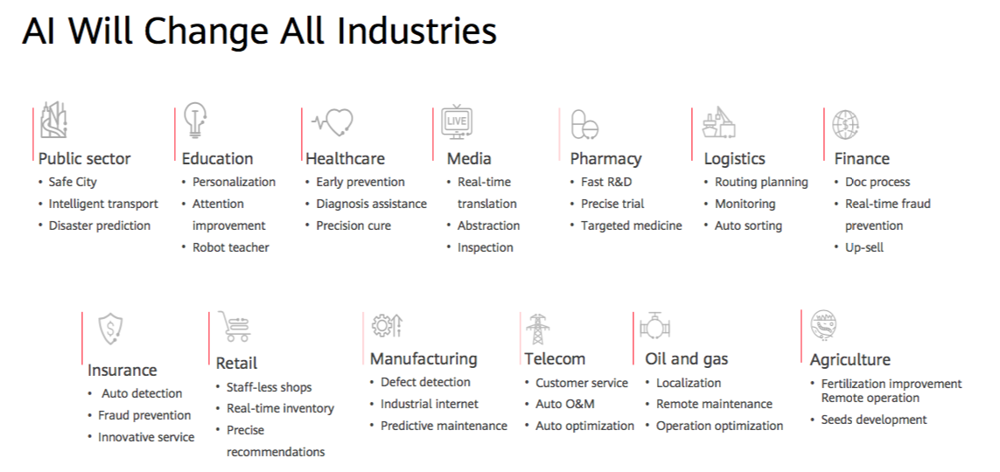 AI Will Change All Industries
LIVE
Public sector
• Safe City
• Intelligent transport
• Disaster prediction
Education
• Personalization
• Attention
improvement
• Robot teacher
Healthcare
• Early prevention
• Diagnosis assistance
• Precision cure
Media
• Real-time
translation
• Abstraction
• Inspection
Pharmacy
• Fast R&D
• Precise trial
• Targeted medicine
Logistics
• Routing planning
• Monitoring
• Auto sorting
$
Finance
• Doc process
• Real-time fraud
prevention
• Up-sell
$
Insurance
• Auto detection
• Fraud prevention
• Innovative service
Retail
• Staff-less shops
• Real-time inventory
• Precise
recommendations
Manufacturing
• Defect detection
• Industrial internet
• Predictive maintenance
Telecom
• Customer service
• Auto O&M
• Auto optimization
Oil and gas
• Localization
• Remote maintenance
• Operation optimization
Agriculture
• Fertilization improvement
Remote operation
• Seeds development